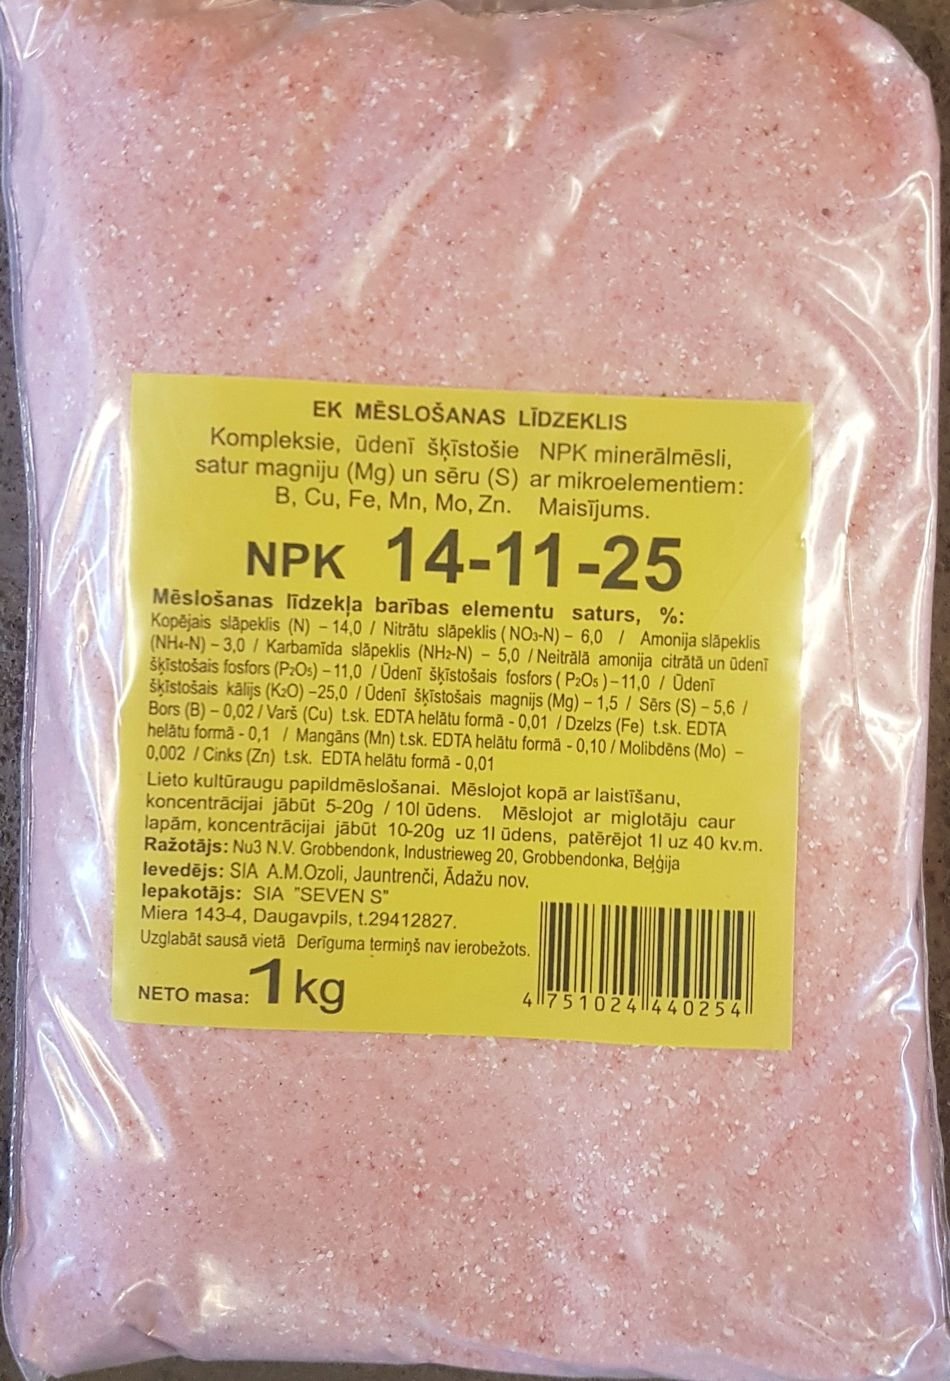 EK MĒSLOŠANAS LĪDZEKLIS
Kompleksie, ūdenī šķīstošie NPK minerālmēsli,
satur magniju (Mg) un sēru (S) ar mikroelementiem:
B, Cu, Fe, Mn, Mo, Zn. Maisījums.
NPK 14-11-25
Mēslošanas līdzekļa barības elementu saturs, %:
Kopējais slāpeklis (N) – 14,0 / Nitrātu slāpeklis (NO₃-N) – 6,0 / Amonija slāpeklis
(NH₄-N) – 3,0 / Karbamīda slāpeklis (NH₂-N) – 5,0 / Neitrālā amonija citrātā un ūdenī
šķīstošais fosfors (P₂O₅) – 11,0 / Ūdenī šķīstošais fosfors ( P₂O₅ ) – 11,0 / Ūdenī
šķīstošais kālijs (K₂O) – 25,0 / Ūdenī šķīstošais magnijs (Mg) – 1,5 / Sērs (S) – 5,6 /
Bors (B) – 0,02 / Varš (Cu) t.sk. EDTA helātu formā - 0,01 / Dzelzs (Fe) t.sk. EDTA
helātu formā - 0,1 / Mangāns (Mn) t.sk. EDTA helātu formā - 0,10 / Molibdēns (Mo) –
0,002 / Cinks (Zn) t.sk. EDTA helātu formā - 0,01
Lieto kultūraugu papildmēslošanai. Mēslojot kopā ar laistīšanu,
koncentrācijai jābūt 5-20g / 10l ūdens. Mēslojot ar miglotāju caur
lapām, koncentrācijai jābūt 10-20g uz 1l ūdens, patērējot 1l uz 40 kv.m.
Ražotājs: Nu3 N.V. Grobbendonk, Industrieweg 20, Grobbendonka, Beļģija
Ievedējs: SIA A.M.Ozoli, Jauntrenči, Ādažu nov.
Iepakotājs: SIA "SEVEN S"
Miera 143-4, Daugavpils, t.29412827.
Uzglabāt sausā vietā Derīguma termiņš nav ierobežots.
NETO masa: 1 kg
4 751024 440254